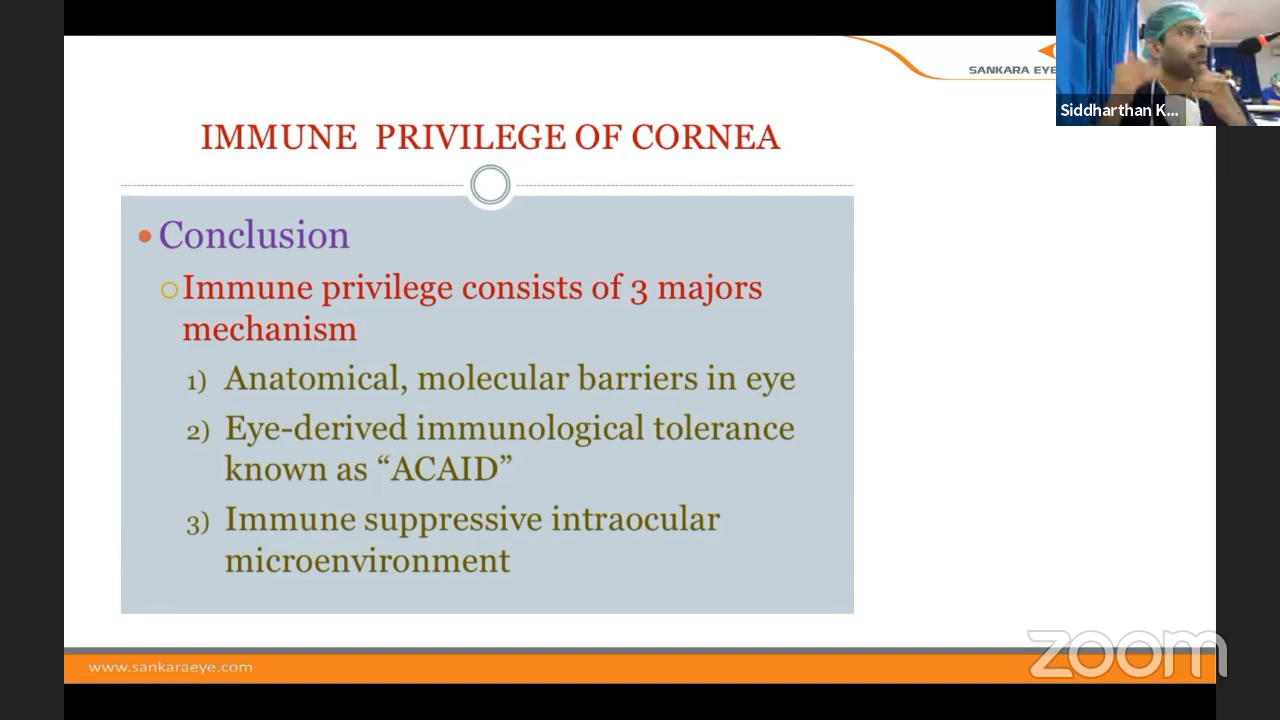 SANKARA EYE
Siddharthan K...
IMMUNE PRIVILEGE OF CORNEA
Conclusion
Immune privilege consists of 3 majors
mechanism
1) Anatomical, molecular barriers in eye
2) Eye-derived immunological tolerance
known as “ACAID”
3) Immune suppressive intraocular
microenvironment
www.sankaraeye.com
zoom